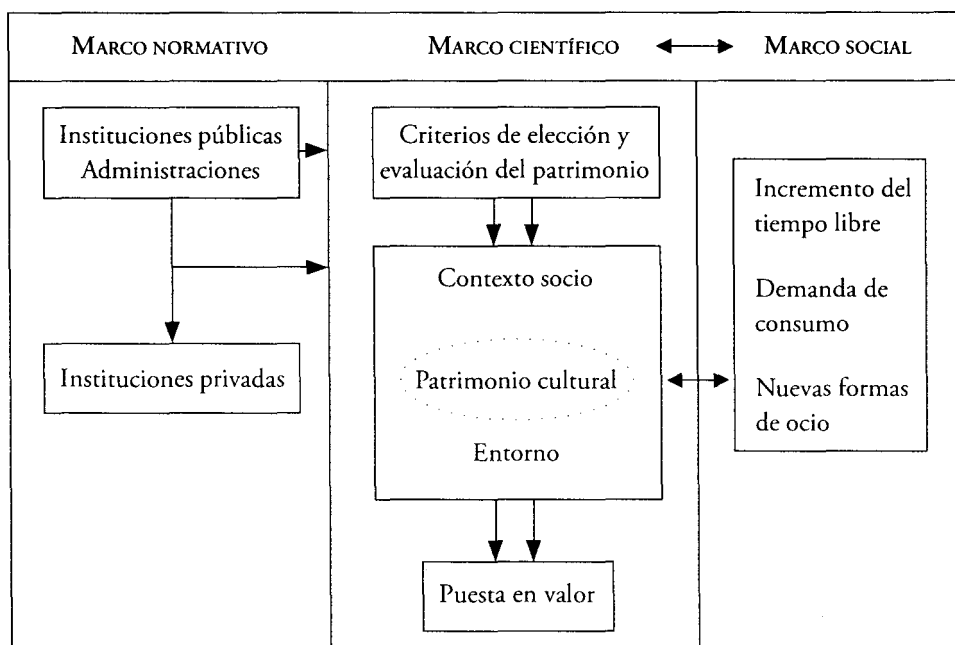 MARCO NORMATIVO
MARCO CIENTÍFICO
MARCO SOCIAL
Instituciones públicas
Administraciones
Instituciones privadas
Criterios de elección y
evaluación del patrimonio
Contexto socio
Patrimonio cultural
Entorno
Puesta en valor
Incremento del
tiempo libre
Demanda de
consumo
Nuevas formas
de ocio